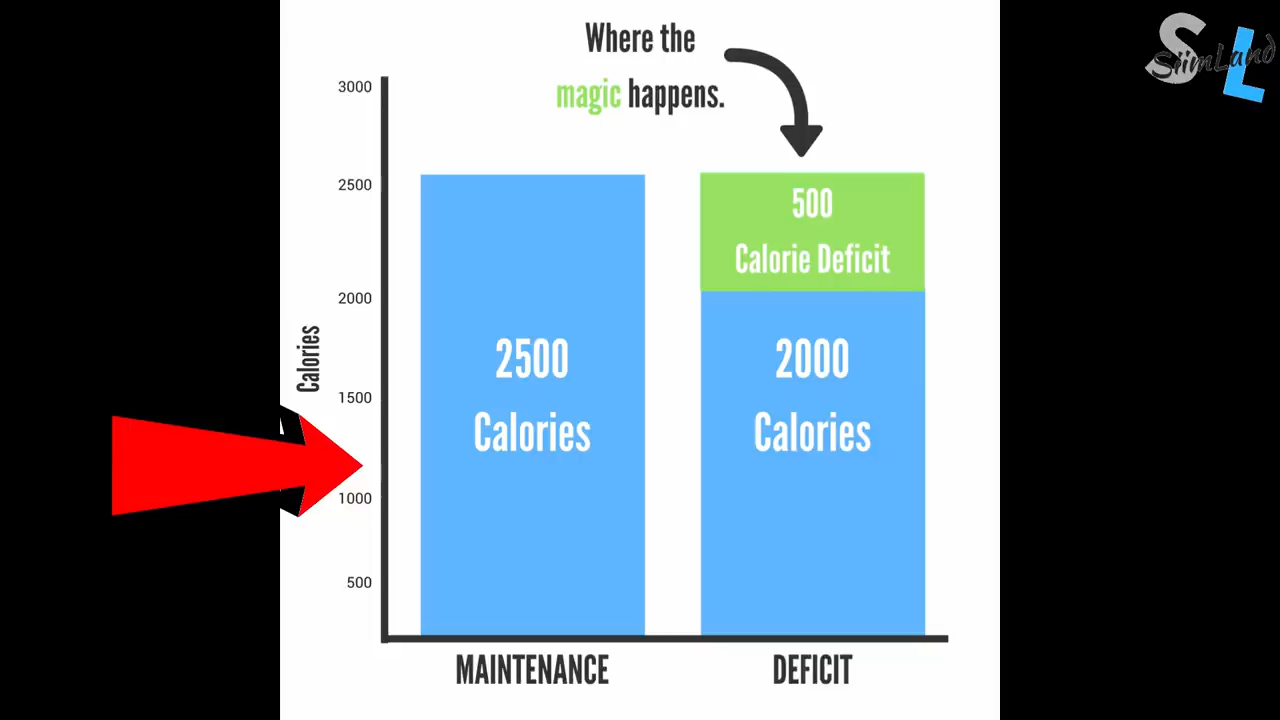 Where the
magic happens.
S L
SiimLand
3000
2500
2000
1500
1000
500
Calories
500
Calorie Deficit
2500
Calories
2000
Calories
MAINTENANCE
DEFICIT